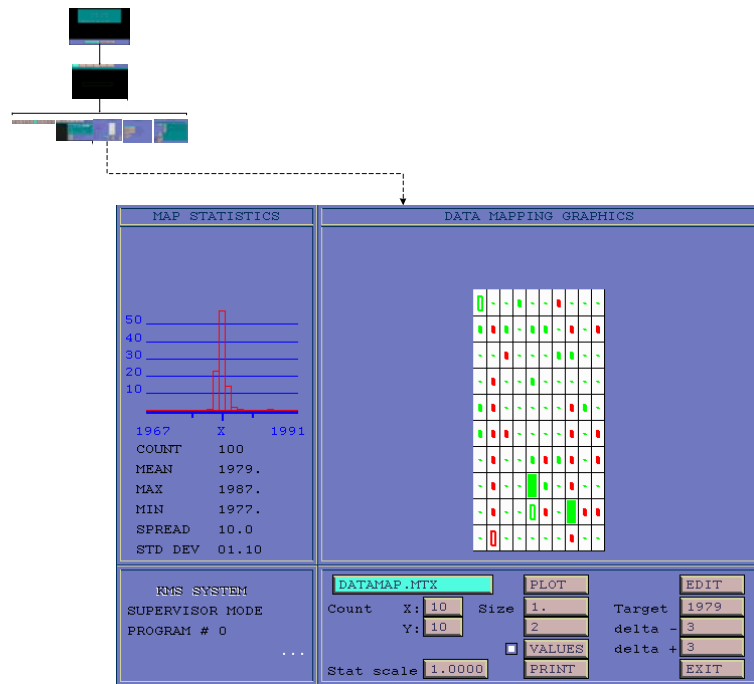 MAP STATISTICS
DATA MAPPING GRAPHICS
50
40
30
20
10
1967 X 1991
COUNT 100
MEAN 1979.
MAX 1987.
MIN 1977.
SPREAD 10.0
STD DEV 01.10
KMS SYSTEM
SUPERVISOR MODE
PROGRAM # 0
...
DATAMAP.MTX PLOT EDIT
Count X: 10 Size 1. Target 1979
Y: 10 2 delta - 3
VALUES delta + 3
Stat scale 1.0000 PRINT EXIT